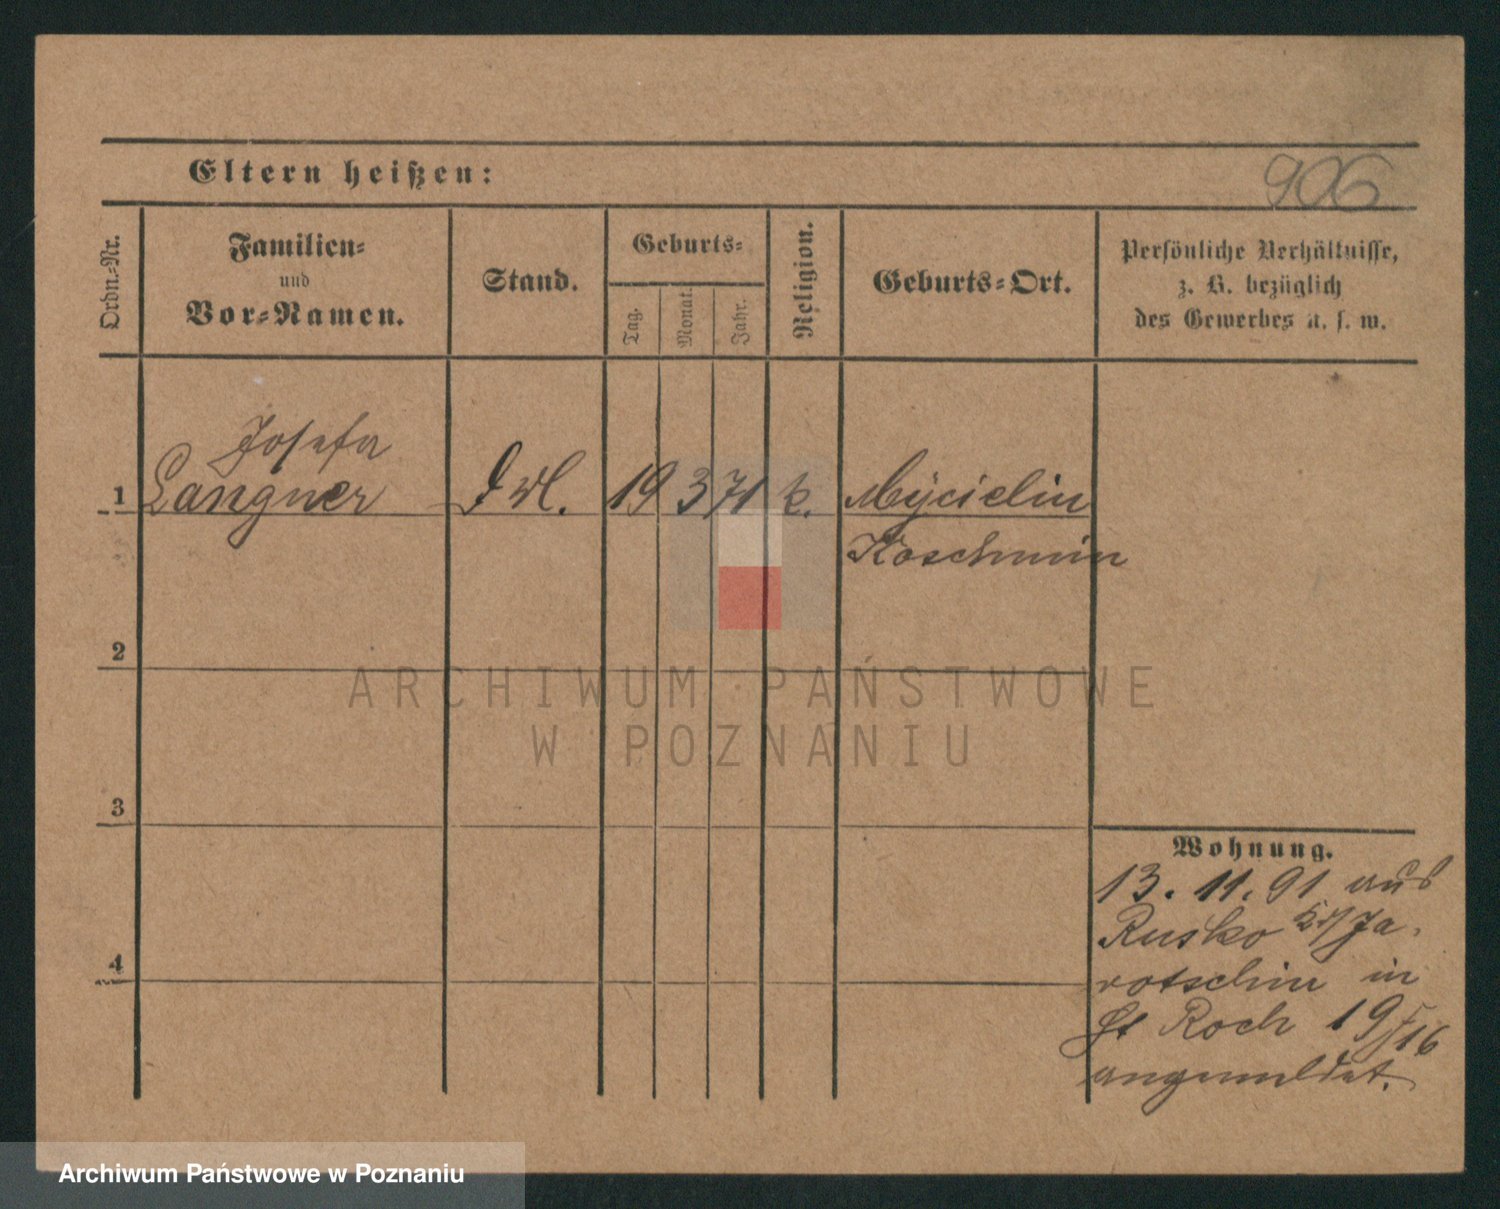 Eltern heißen:
906
Ordn.-Nr.
Familien-
und
Vor-Namen.
Stand.
Geburts-
Tag.
Monat.
Jahr.
Religion.
Geburts-Ort.
Persönliche Verhältnisse,
z. B. bezüglich
des Gewerbes u. s. w.
Josefa
1 Langner 19 3 71 k. Mycielin
Koschmin
2
3
4
Wohnung.
13. 11. 91 aus
Rusko Ja-
rotschin in
St Roch 19
angemeldet.
ARCHIWUM PAŃSTWOWE
W POZNANIU
Archiwum Państwowe w Poznaniu